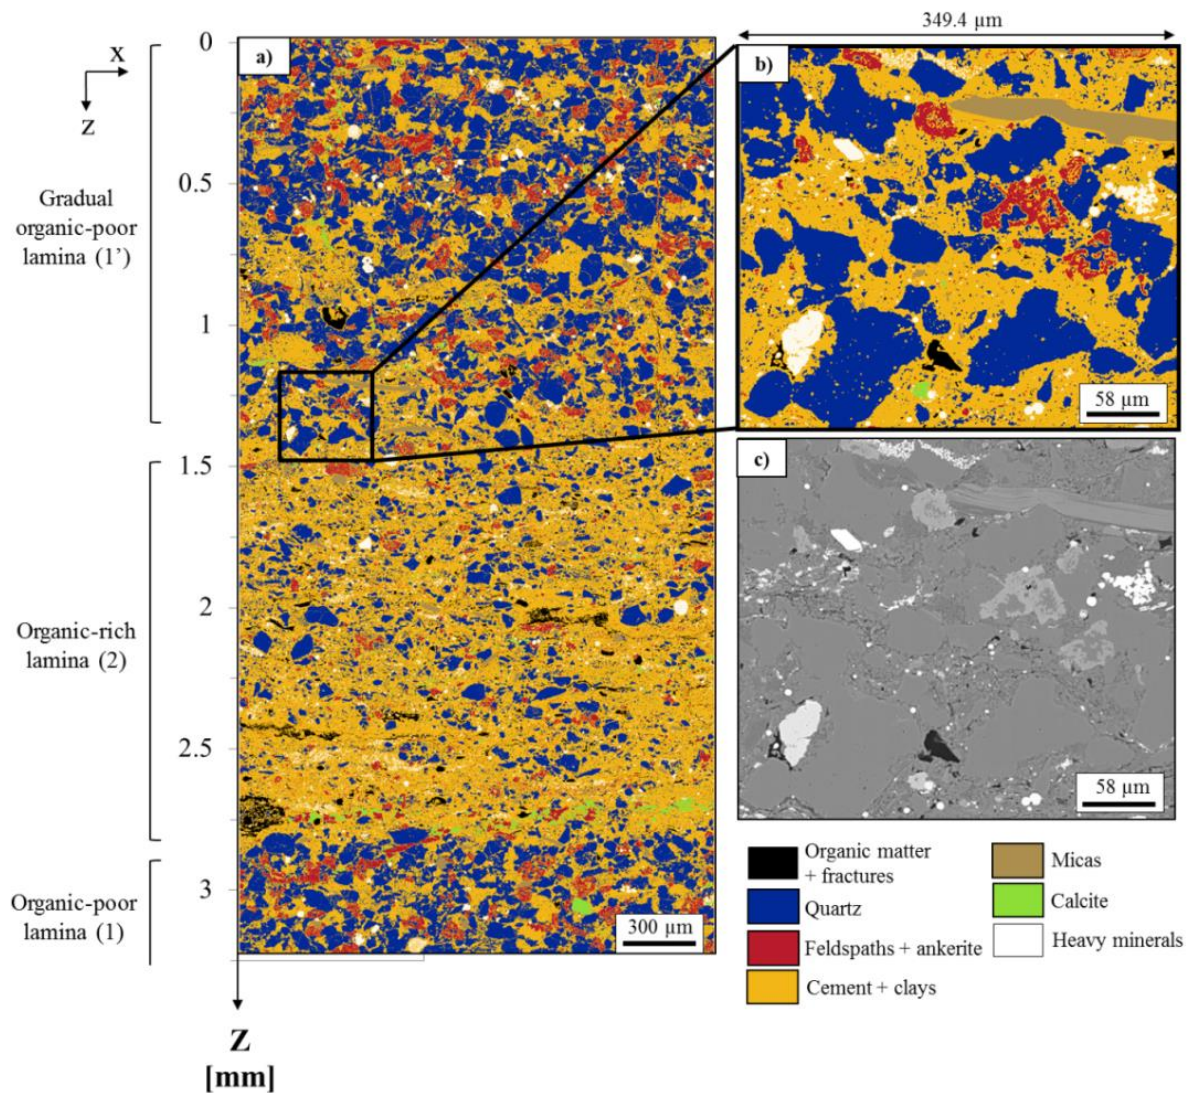 349.4 µm
0
a)
b)
X
Z
0.5
Gradual
organic-poor
lamina (1’)
1
58 µm
1.5
c)
2
Organic-rich
lamina (2)
2.5
58 µm
Organic matter
+ fractures
Quartz
Feldspaths + ankerite
Cement + clays
Micas
Calcite
Heavy minerals
3
Organic-poor
lamina (1)
300 µm
Z
[mm]